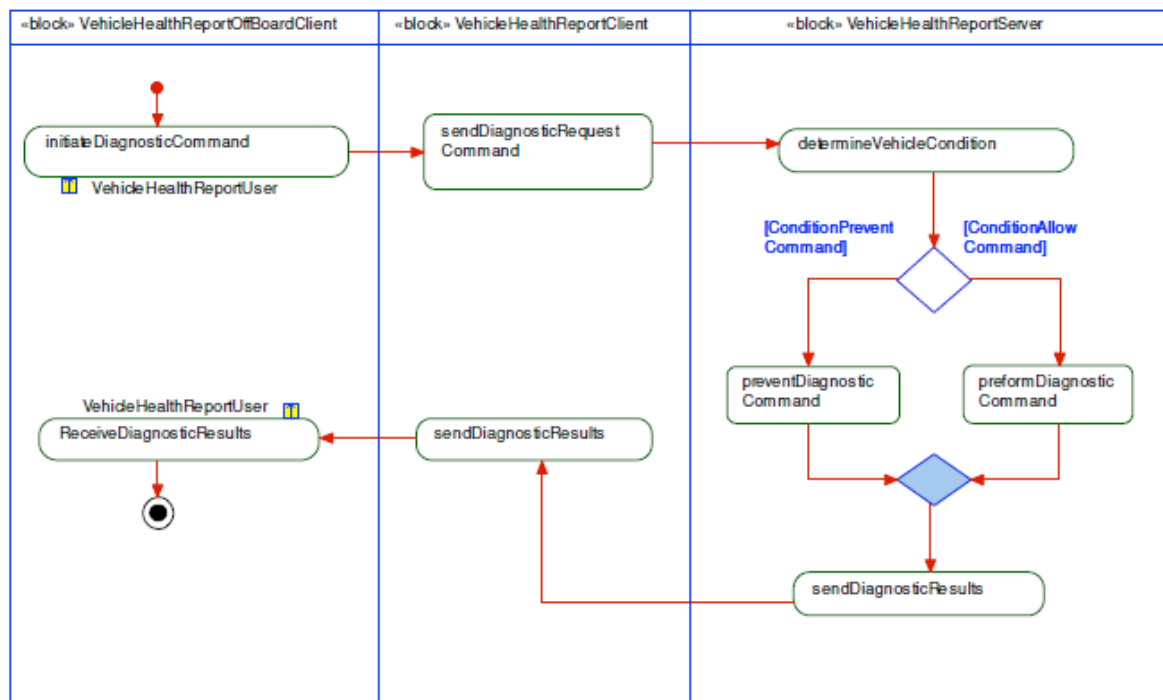 «block» VehicleHealthReportOffBoardClient
«block» VehicleHealthReportClient
«block» VehicleHealthReportServer
initiateDiagnosticCommand
VehicleHealthReportUser
sendDiagnosticRequest
Command
determineVehicleCondition
[ConditionPrevent
Command]
[ConditionAllow
Command]
preventDiagnostic
Command
preformDiagnostic
Command
VehicleHealthReportUser
ReceiveDiagnosticResults
sendDiagnosticResults
sendDiagnosticResults